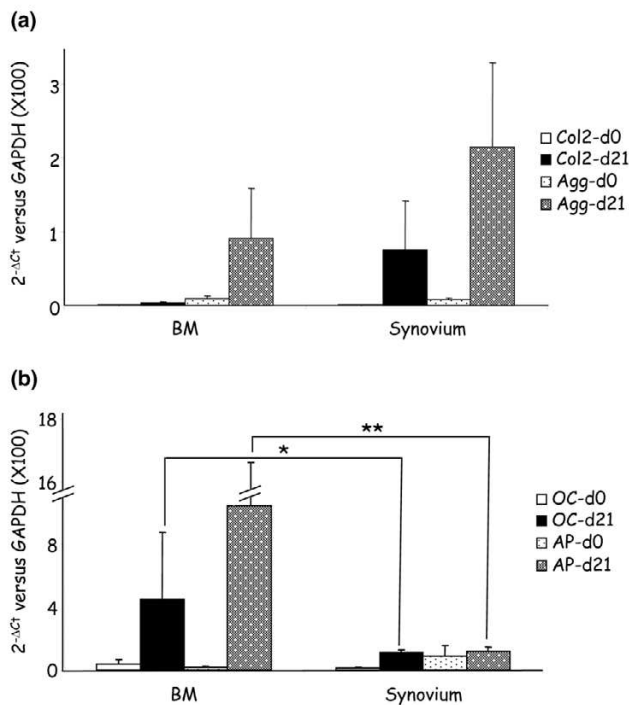 (a)
2^-ΔCt versus GAPDH (X100)
3
2
1
0
BM
Synovium
Col2-d0
Col2-d21
Agg-d0
Agg-d21
(b)
2^-ΔCt versus GAPDH (X100)
18
16
8
4
0
*
**
BM
Synovium
OC-d0
OC-d21
AP-d0
AP-d21